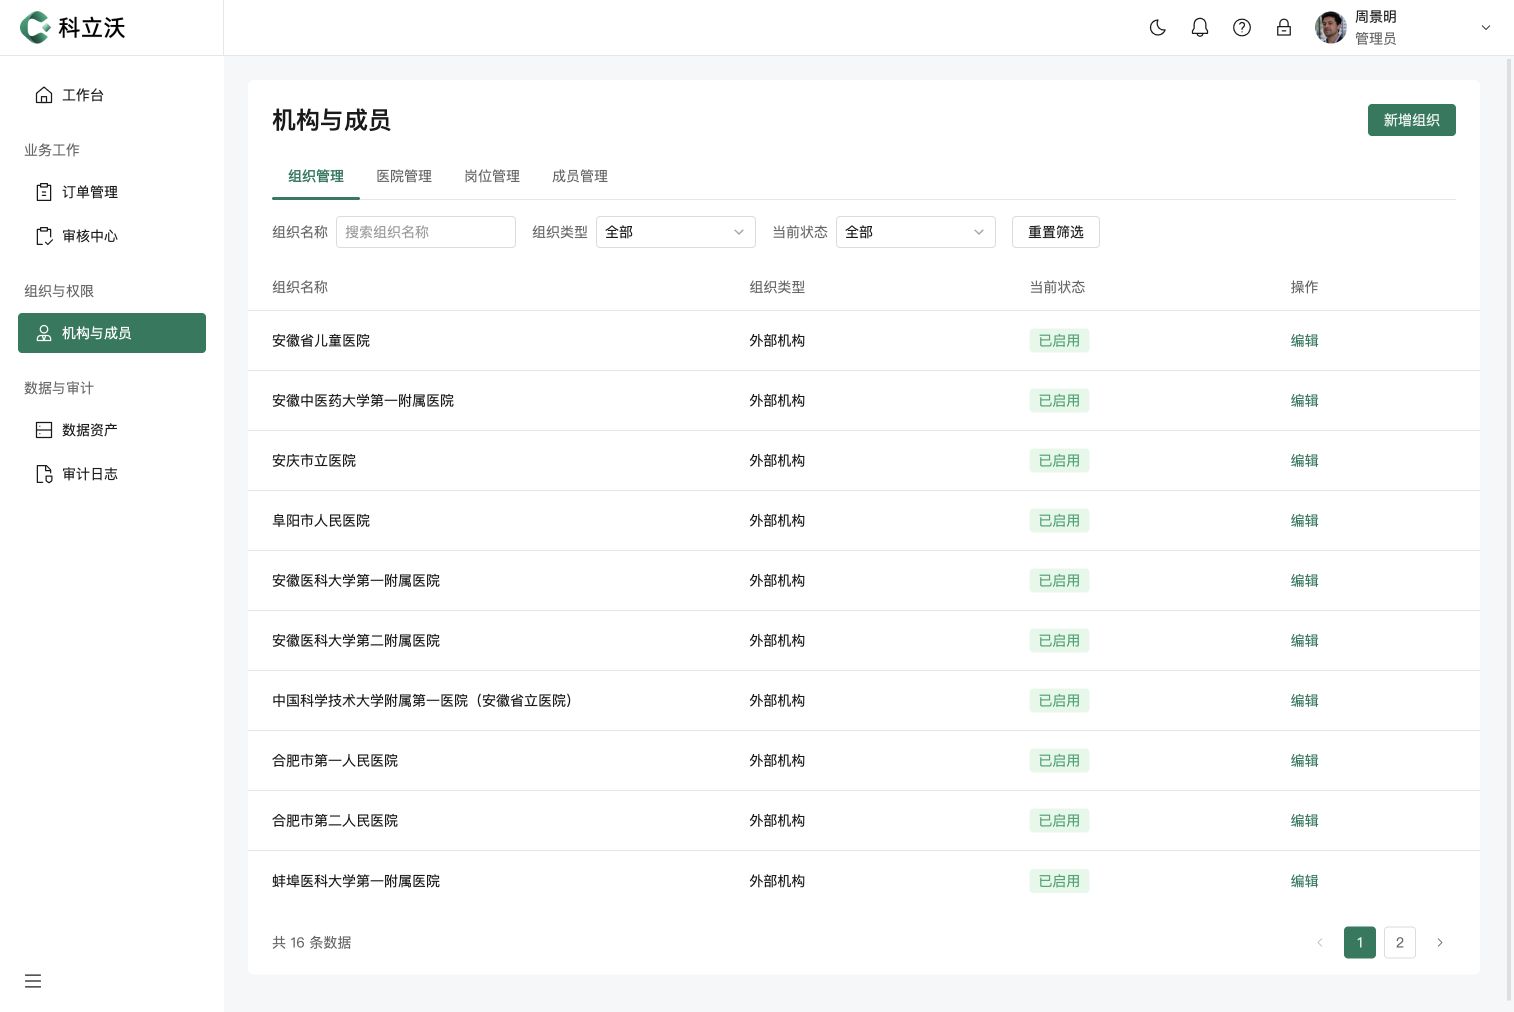 科立沃
周景明
管理员
工作台
业务工作
订单管理
审核中心
组织与权限
机构与成员
数据与审计
数据资产
审计日志
机构与成员
新增组织
组织管理 医院管理 岗位管理 成员管理
组织名称 搜索组织名称 组织类型 全部 当前状态 全部 重置筛选
组织名称 组织类型 当前状态 操作
安徽省儿童医院 外部机构 已启用 编辑
安徽中医药大学第一附属医院 外部机构 已启用 编辑
安庆市立医院 外部机构 已启用 编辑
阜阳市人民医院 外部机构 已启用 编辑
安徽医科大学第一附属医院 外部机构 已启用 编辑
安徽医科大学第二附属医院 外部机构 已启用 编辑
中国科学技术大学附属第一医院（安徽省立医院） 外部机构 已启用 编辑
合肥市第一人民医院 外部机构 已启用 编辑
合肥市第二人民医院 外部机构 已启用 编辑
蚌埠医科大学第一附属医院 外部机构 已启用 编辑
共 16 条数据 1 2